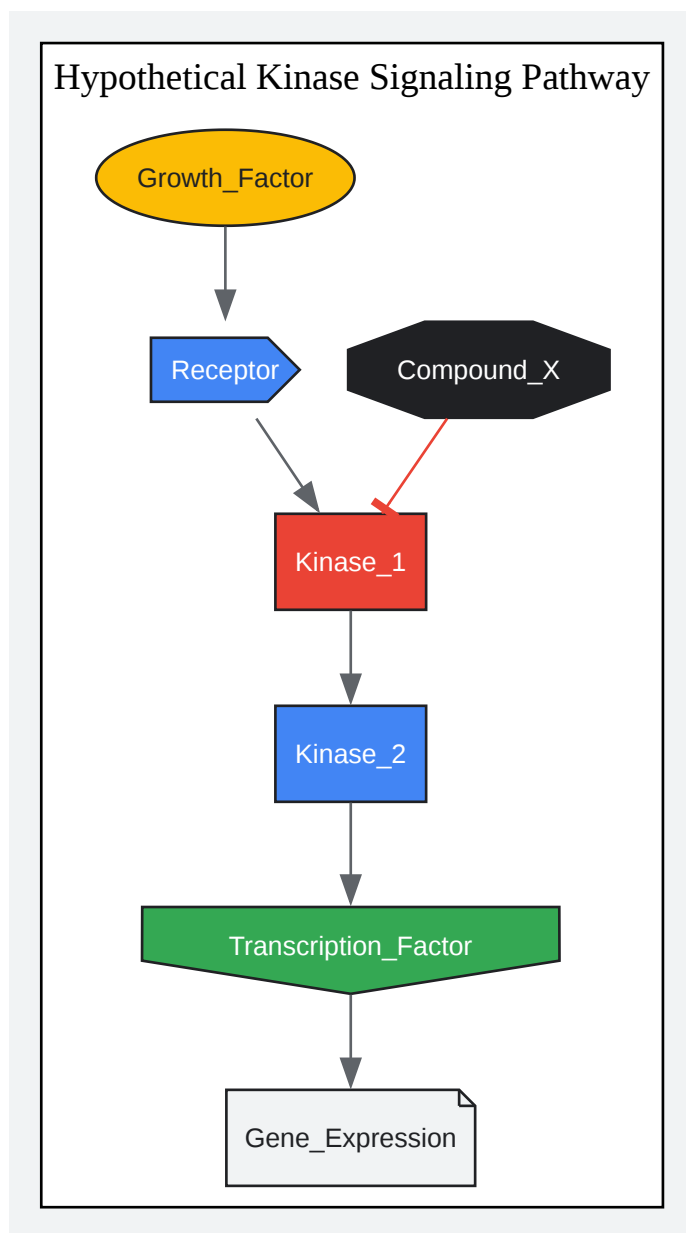 Hypothetical Kinase Signaling Pathway
Growth_Factor
Receptor
Compound_X
Kinase_1
Kinase_2
Transcription_Factor
Gene_Expression